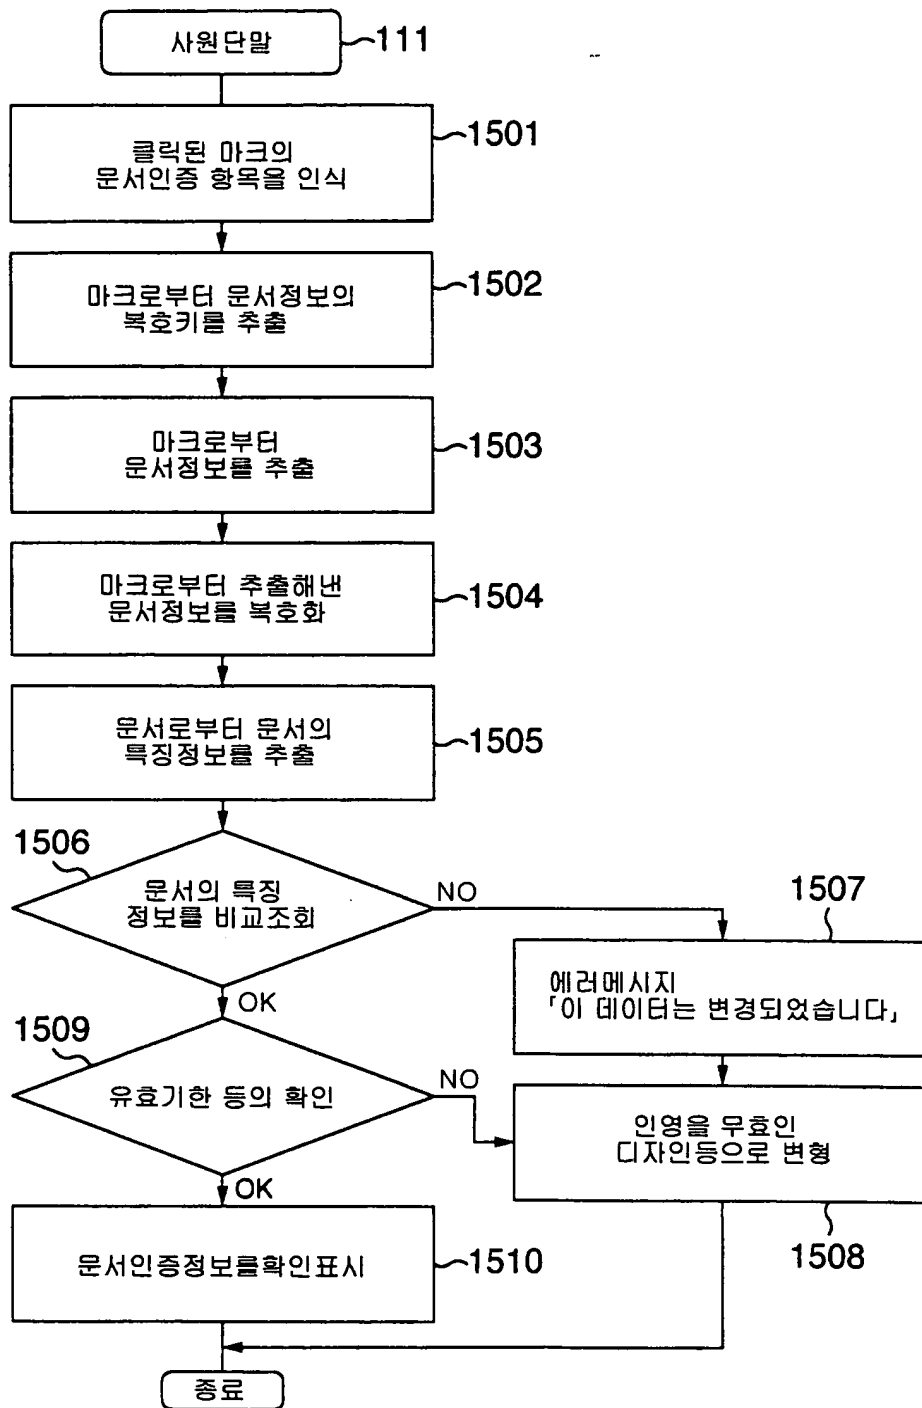 사원단말
111
클릭된 마크의
문서인증 항목을 인식
1501
마크로부터 문서정보의
복호키를 추출
1502
마크로부터
문서정보를 추출
1503
마크로부터 추출해낸
문서정보를 복호화
1504
문서로부터 문서의
특징정보를 추출
1505
1506
문서의 특징
정보를 비교조회
NO
OK
1507
에러메시지
「이 데이터는 변경되었습니다」
1509
유효기한 등의 확인
NO
OK
인영을 무효인
디자인등으로 변형
1508
문서인증정보를확인표시
1510
종료